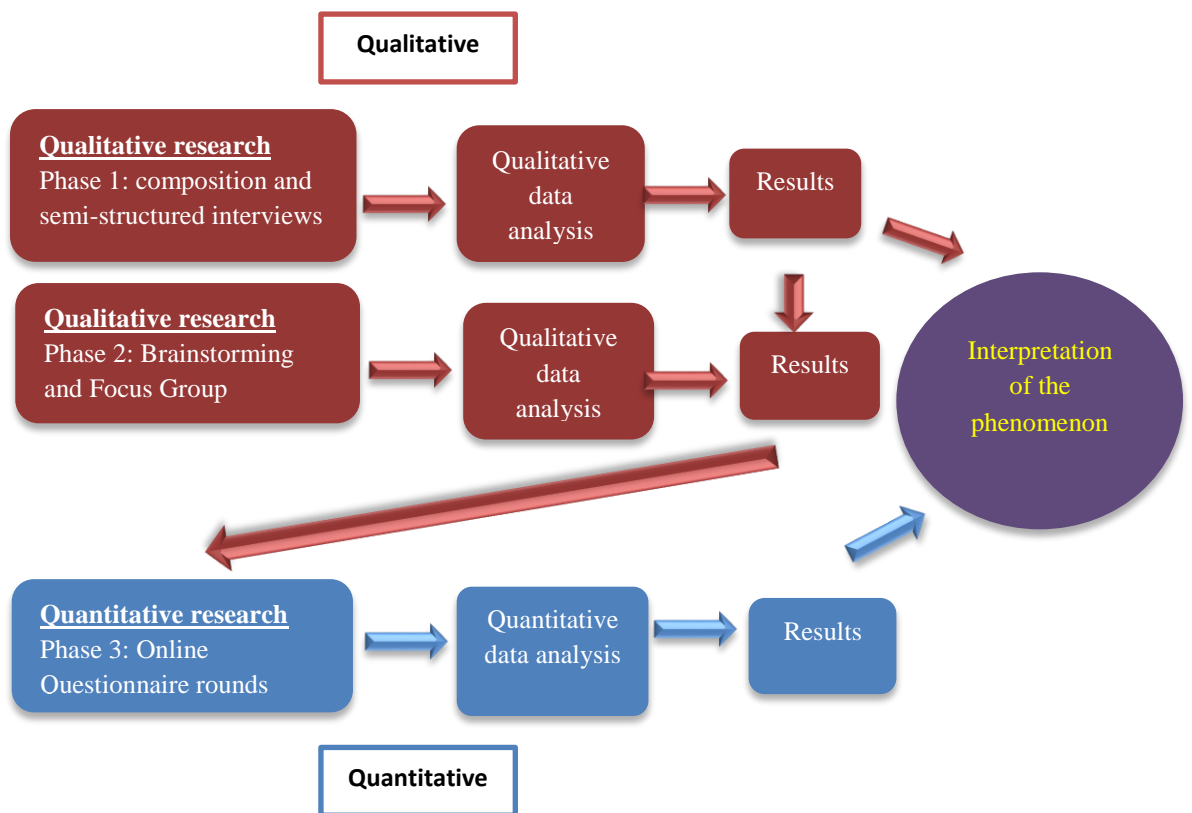 Qualitative
Qualitative research
Phase 1: composition and
semi-structured interviews
Qualitative
data
analysis
Results
Qualitative research
Phase 2: Brainstorming
and Focus Group
Qualitative
data
analysis
Results
Interpretation
of the
phenomenon
Quantitative research
Phase 3: Online
Questionnaire rounds
Quantitative
data analysis
Results
Quantitative